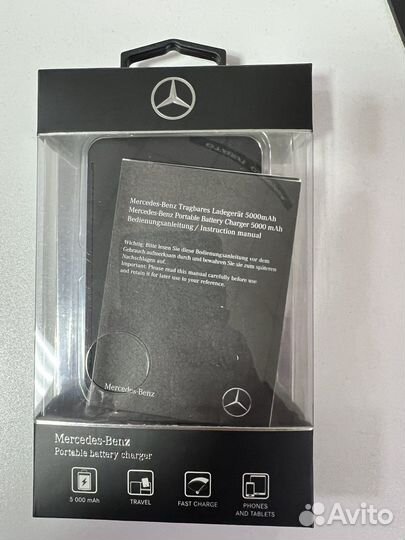 Mercedes-Benz Tragbares Ladegerät 5000mAh
Mercedes-Benz Portable Battery Charger 5000 mAh
Bedienungsanleitung / Instruction manual
Wichtig: Bitte lesen Sie diese Bedienungsanleitung vor dem
Gebrauch aufmerksam durch und bewahren Sie sie zum späteren
Nachschlagen auf.
Important: Please read this manual carefully before use
and retain it for later use to your reference.
Mercedes-Benz
Mercedes-Benz
Portable battery charger
5 000 mAh
TRAVEL
FAST CHARGE
PHONES
AND TABLETS
Avito